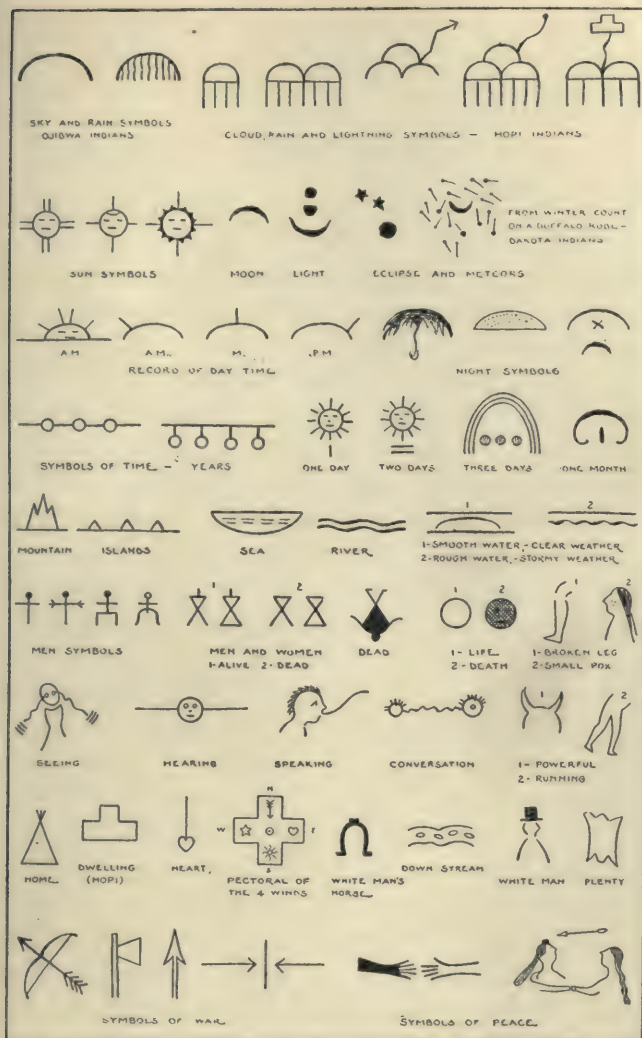 SKY AND RAIN SYMBOLS
OJIBWA INDIANS
CLOUD, RAIN AND LIGHTNING SYMBOLS – HOPI INDIANS
FROM WINTER COUNT
ON A BUFFALO ROBE –
DAKOTA INDIANS
SUN SYMBOLS
MOON
LIGHT
ECLIPSE AND METEORS
A.M.
A.M.
M.
P.M.
RECORD OF DAY TIME
NIGHT SYMBOLS
SYMBOLS OF TIME – YEARS
ONE DAY
TWO DAYS
THREE DAYS
ONE MONTH
MOUNTAIN
ISLANDS
SEA
RIVER
1
2
1-SMOOTH WATER,-CLEAR WEATHER
2-ROUGH WATER,-STORMY WEATHER
1
2
1
2
1
2
MEN SYMBOLS
MEN AND WOMEN
1-ALIVE 2-DEAD
DEAD
1-LIFE
2-DEATH
1-BROKEN LEG
2-SMALL POX
1
2
SEEING
HEARING
SPEAKING
CONVERSATION
1-POWERFUL
2-RUNNING
N
W
E
S
HOME
DWELLING
(HOPI)
HEART,
PECTORAL OF
THE 4 WINDS
WHITE MAN'S
HORSE
DOWN STREAM
WHITE MAN
PLENTY
SYMBOLS OF WAR
SYMBOLS OF PEACE